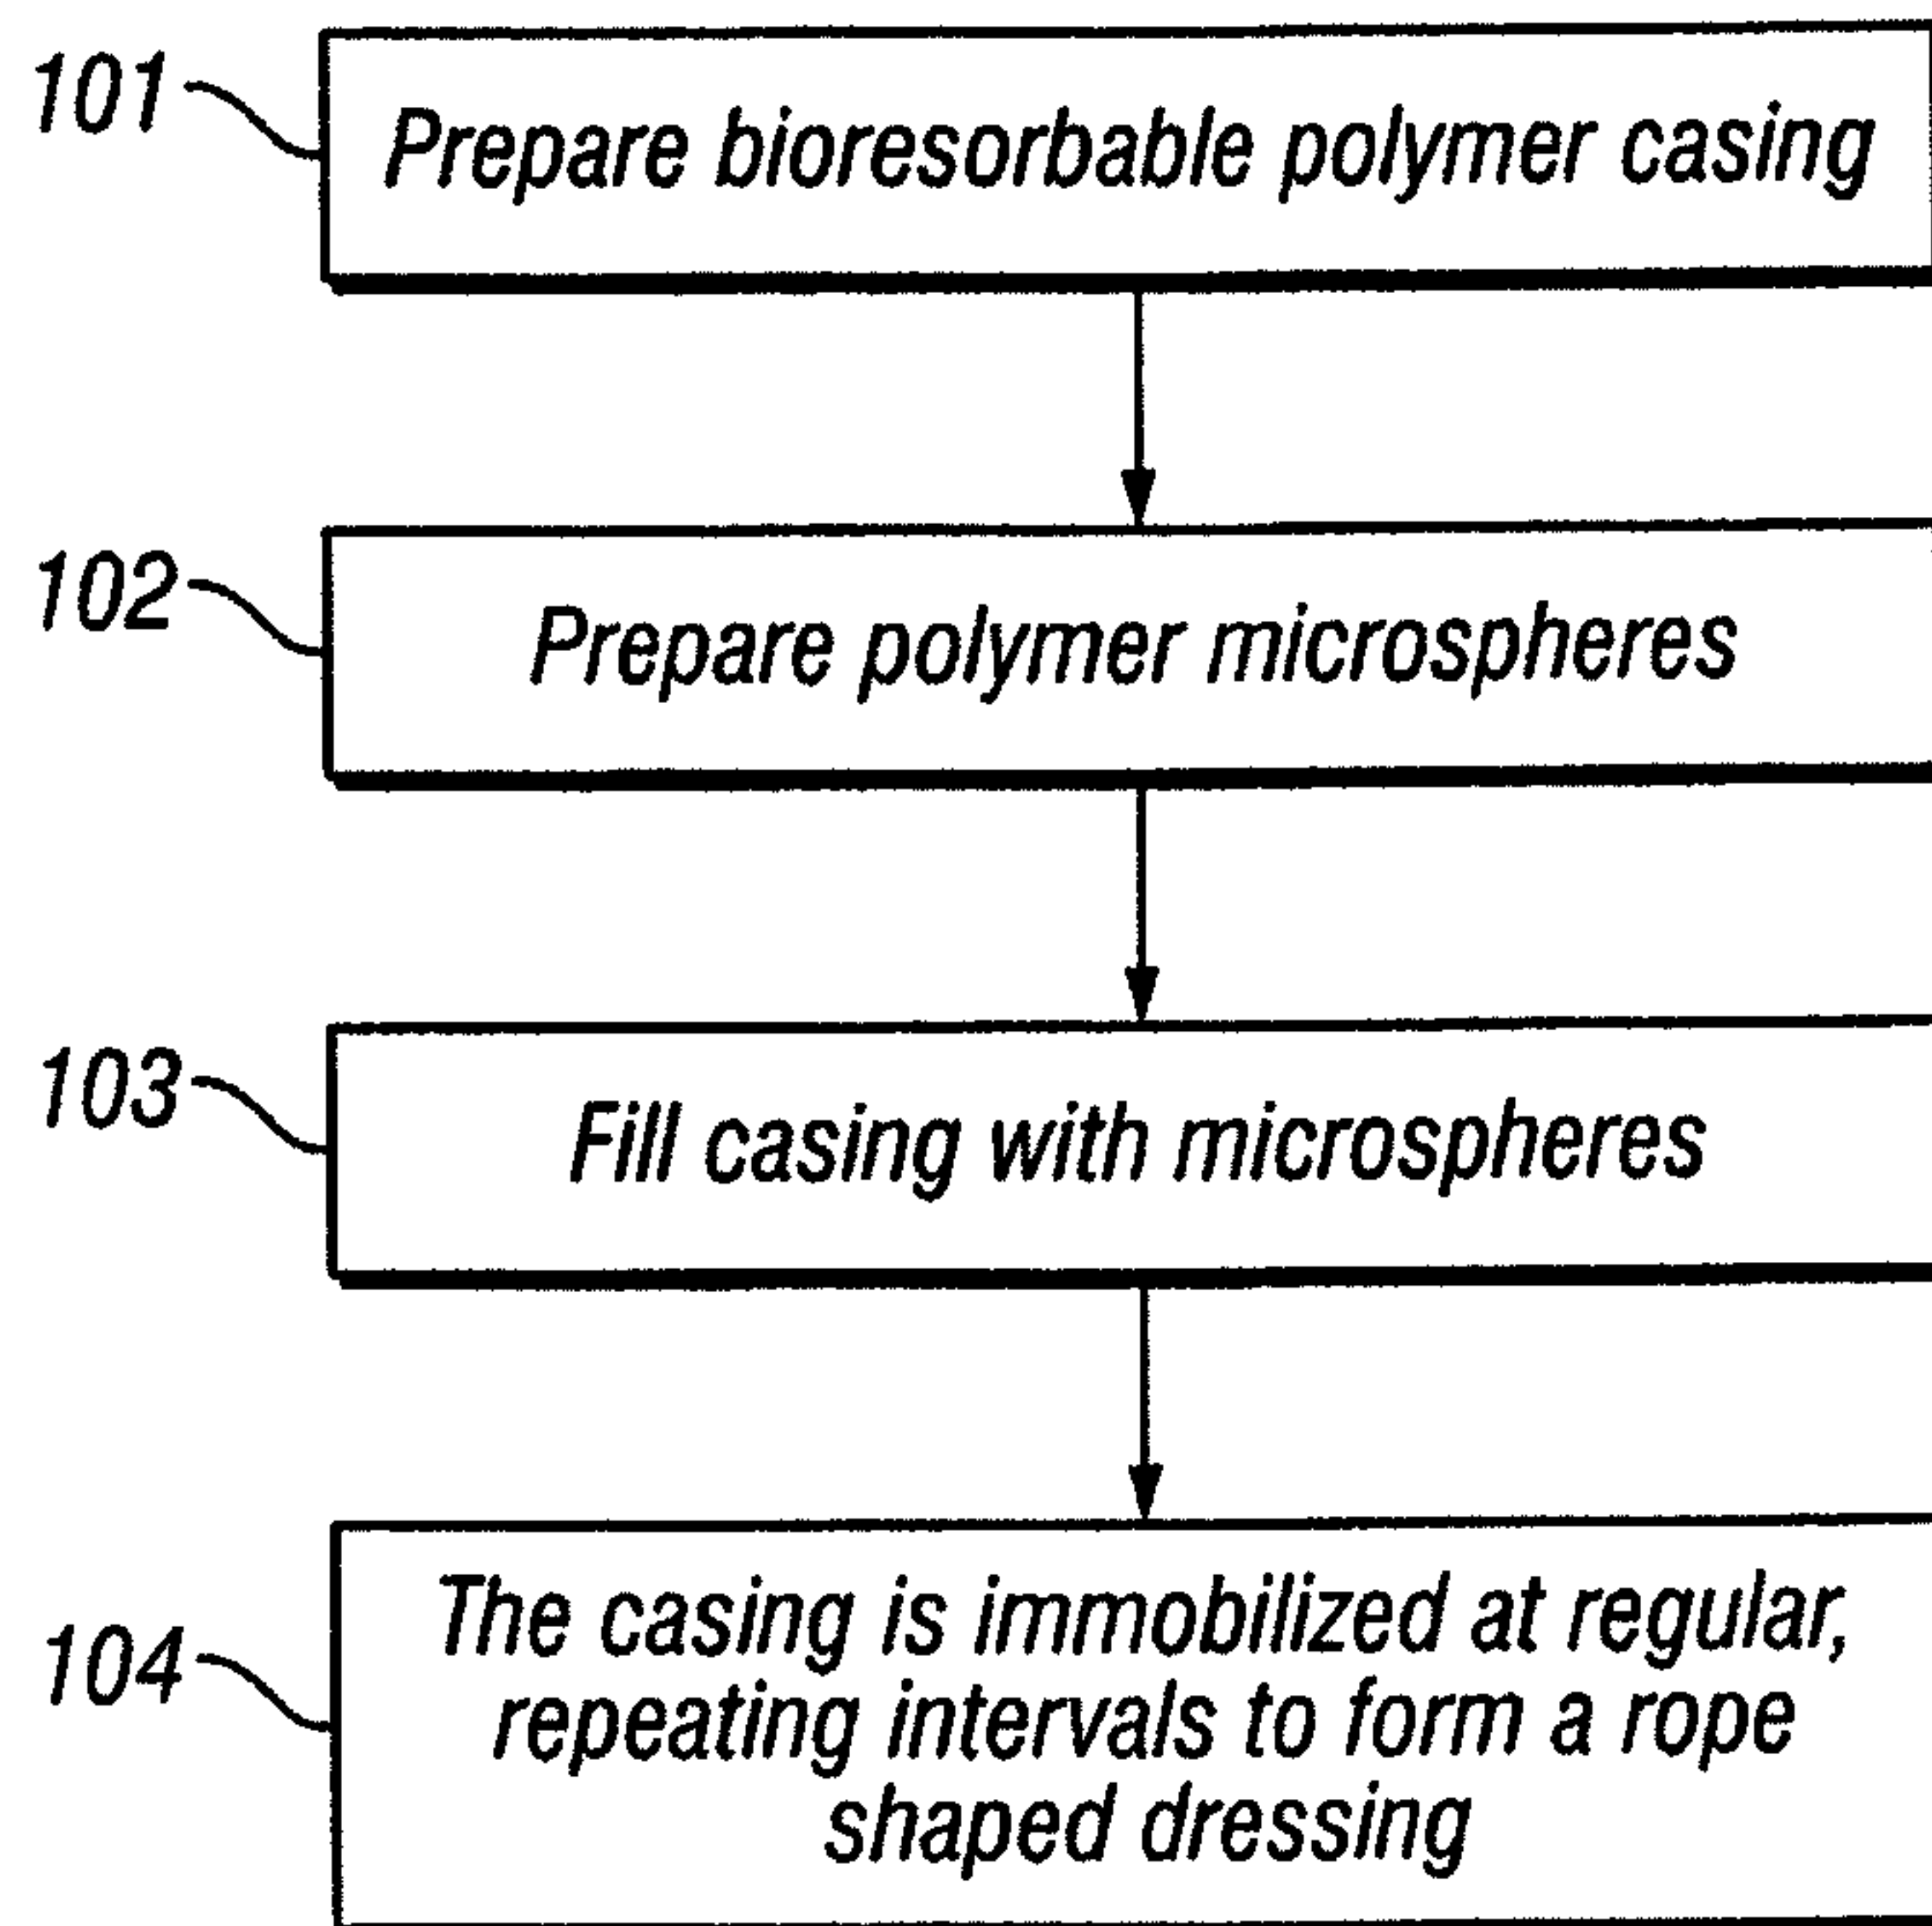 101
Prepare bioresorbable polymer casing
102
Prepare polymer microspheres
103
Fill casing with microspheres
104
The casing is immobilized at regular,
repeating intervals to form a rope
shaped dressing